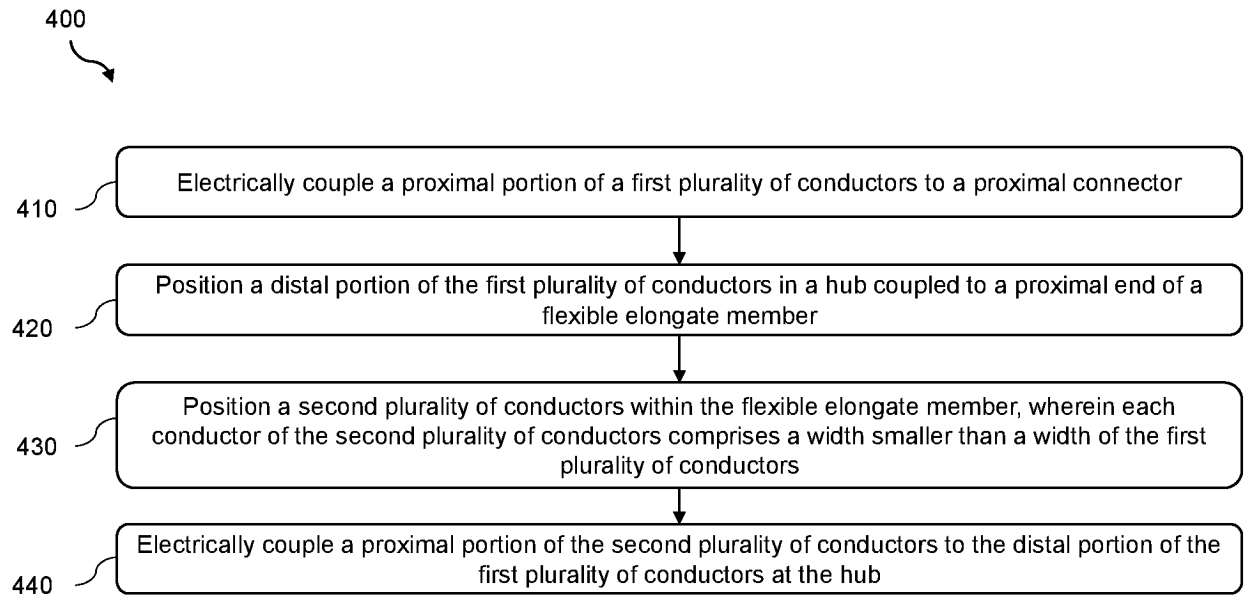 400
410
Electrically couple a proximal portion of a first plurality of conductors to a proximal connector
420
Position a distal portion of the first plurality of conductors in a hub coupled to a proximal end of a
flexible elongate member
430
Position a second plurality of conductors within the flexible elongate member, wherein each
conductor of the second plurality of conductors comprises a width smaller than a width of the first
plurality of conductors
440
Electrically couple a proximal portion of the second plurality of conductors to the distal portion of the
first plurality of conductors at the hub